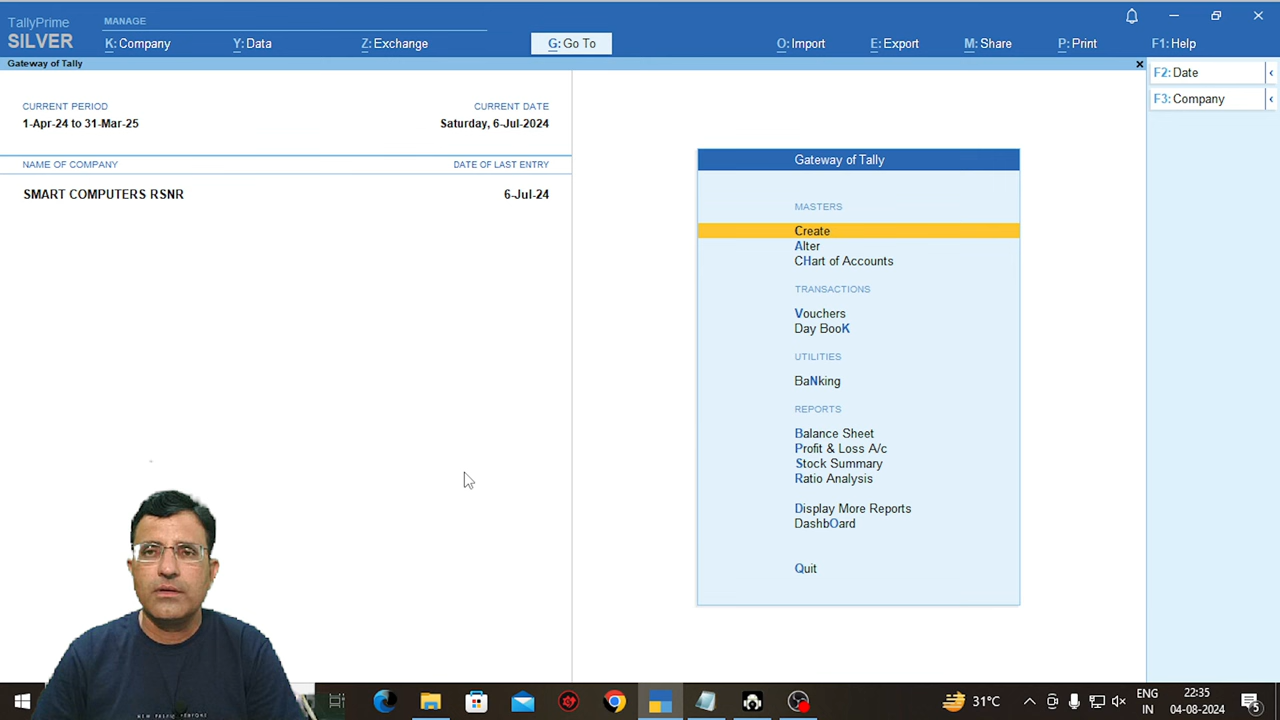 TallyPrime
SILVER
MANAGE
K: Company
Y: Data
Z: Exchange
G: Go To
O: Import
E: Export
M: Share
P: Print
F1: Help
Gateway of Tally
F2: Date
F3: Company
CURRENT PERIOD
CURRENT DATE
1-Apr-24 to 31-Mar-25
Saturday, 6-Jul-2024
NAME OF COMPANY
DATE OF LAST ENTRY
SMART COMPUTERS RSNR
6-Jul-24
Gateway of Tally
MASTERS
Create
Alter
CHart of Accounts
TRANSACTIONS
Vouchers
Day BooK
UTILITIES
BaNking
REPORTS
Balance Sheet
Profit & Loss A/c
Stock Summary
Ratio Analysis
Display More Reports
DashbOard
Quit
31°C
ENG
IN
22:35
04-08-2024
5